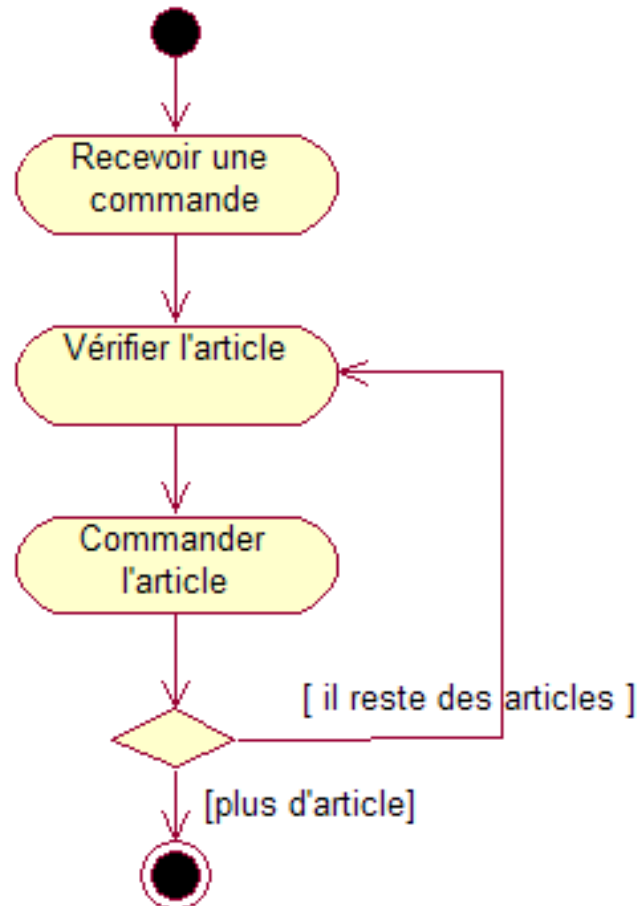 Recevoir une
commande
Vérifier l'article
Commander
l'article
[ il reste des articles ]
[plus d'article]